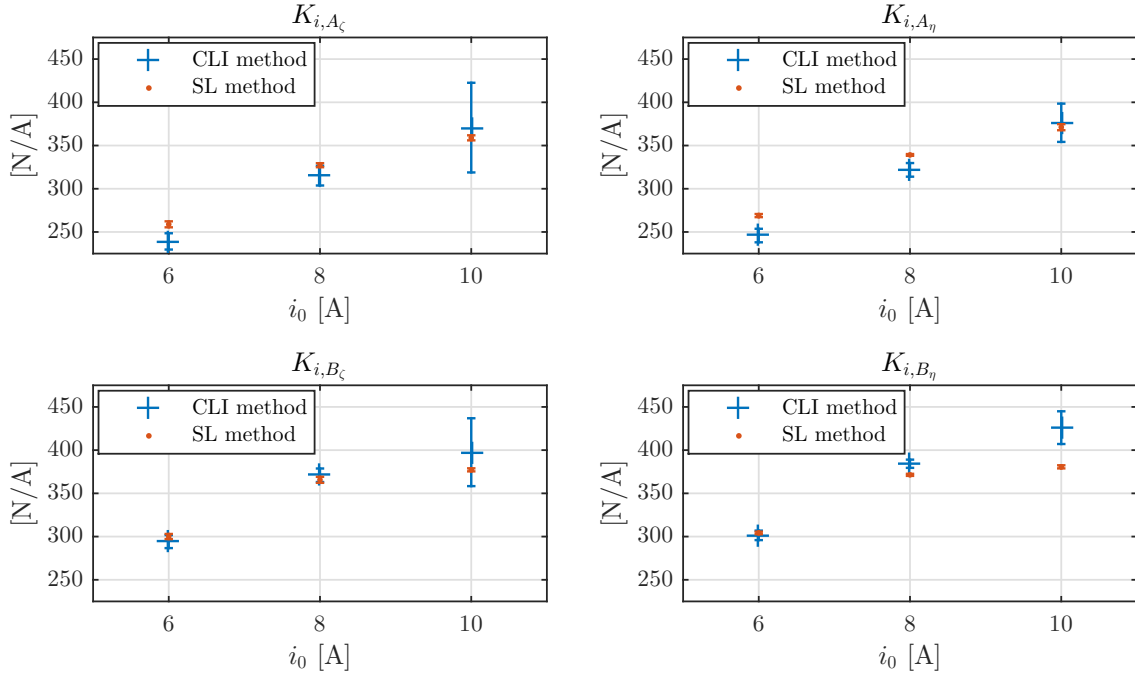 K_{i,A_ζ}
[N/A]
450
400
350
300
250
CLI method
SL method
6 8 10
i_0 [A]
K_{i,A_η}
[N/A]
450
400
350
300
250
CLI method
SL method
6 8 10
i_0 [A]
K_{i,B_ζ}
[N/A]
450
400
350
300
250
CLI method
SL method
6 8 10
i_0 [A]
K_{i,B_η}
[N/A]
450
400
350
300
250
CLI method
SL method
6 8 10
i_0 [A]